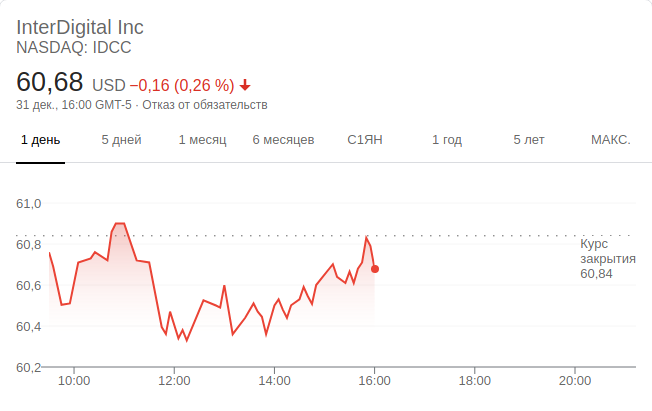 InterDigital Inc
NASDAQ: IDCC
60,68 USD −0,16 (0,26 %)
31 дек., 16:00 GMT-5 · Отказ от обязательств
1 день 5 дней 1 месяц 6 месяцев С1ЯН 1 год 5 лет МАКС.
61,0
60,8
60,6
60,4
60,2
Курс
закрытия
60,84
10:00 12:00 14:00 16:00 18:00 20:00